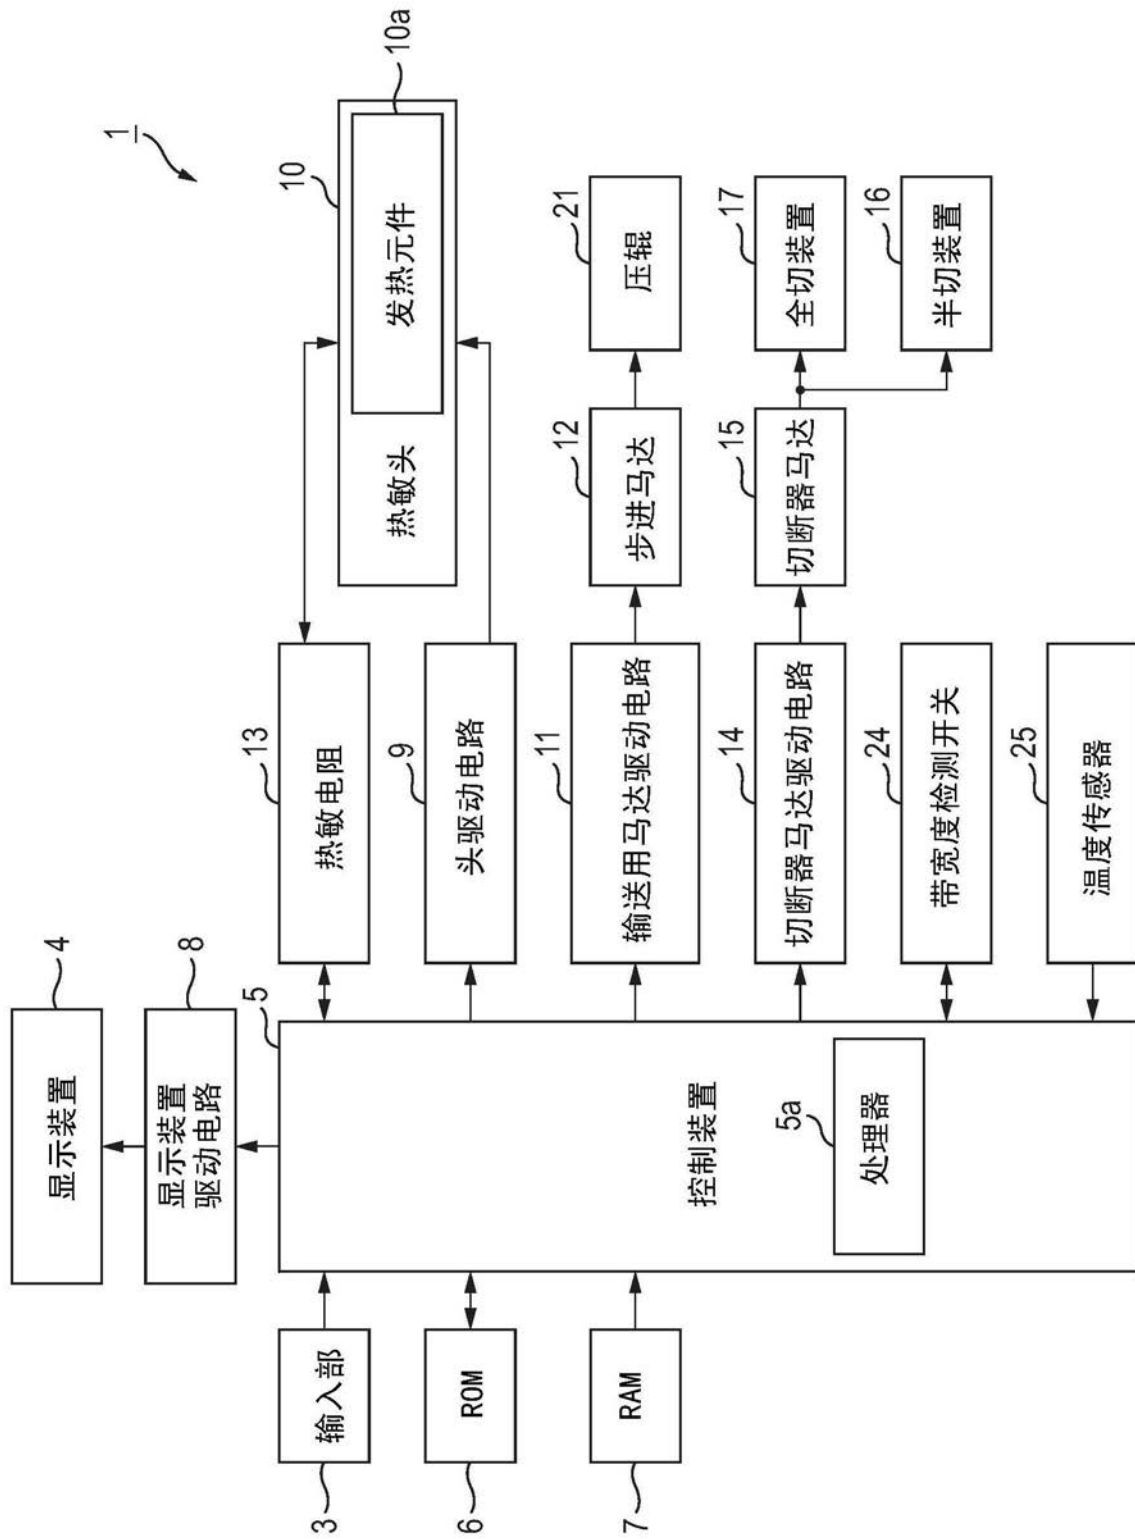 1
4
显示装置
8
显示装置
驱动电路
5
控制装置
5a
处理器
3
输入部
6
ROM
7
RAM
13
热敏电阻
9
头驱动电路
10
热敏头
10a
发热元件
11
输送用马达驱动电路
12
步进马达
21
压辊
14
切断器马达驱动电路
15
切断器马达
17
全切装置
16
半切装置
24
带宽度检测开关
25
温度传感器